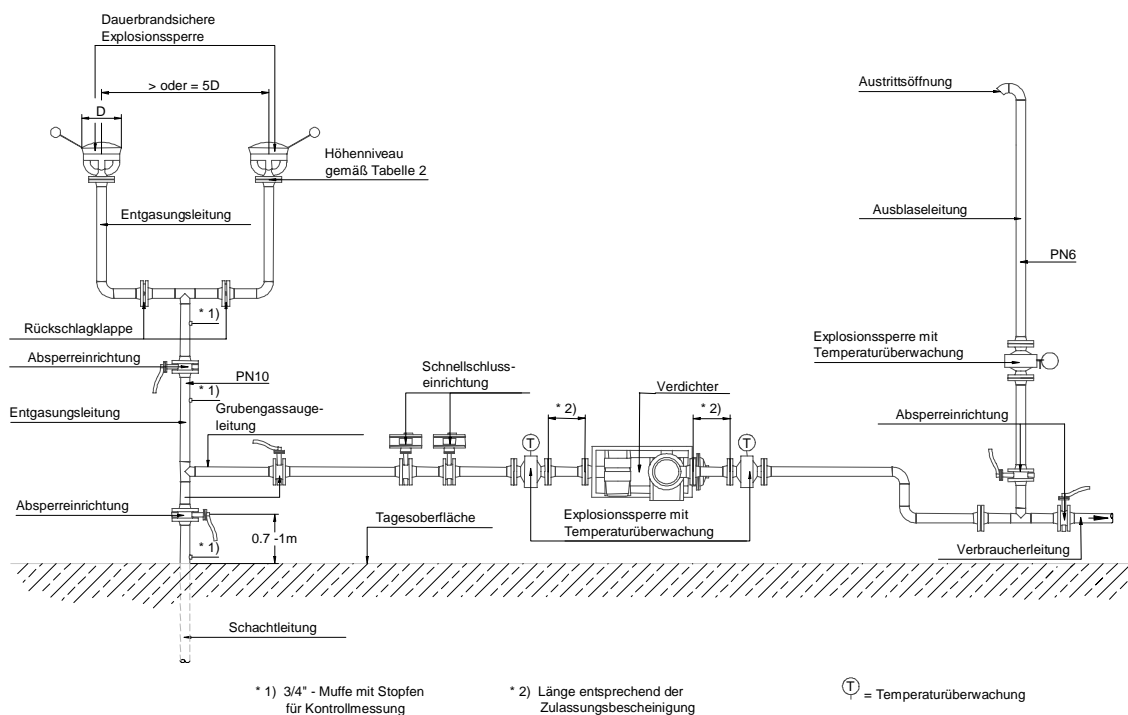 Dauerbrandsichere
Explosionssperre
> oder = 5D
D
Höhenniveau
gemäß Tabelle 2
Entgasungsleitung
* 1)
Rückschlagklappe
Absperreinrichtung
PN10
* 1)
Entgasungsleitung
Grubengassauge-
leitung
Schnellschluss-
einrichtung
* 2)
Verdichter
* 2)
T
T
Absperreinrichtung
0.7 -1m
* 1)
Tagesoberfläche
Explosionssperre mit
Temperaturüberwachung
Schachtleitung
Austrittsöffnung
Ausblaseleitung
PN6
Explosionssperre mit
Temperaturüberwachung
Absperreinrichtung
Verbraucherleitung
* 1) 3/4" - Muffe mit Stopfen
für Kontrollmessung
* 2) Länge entsprechend der
Zulassungsbescheinigung
T = Temperaturüberwachung